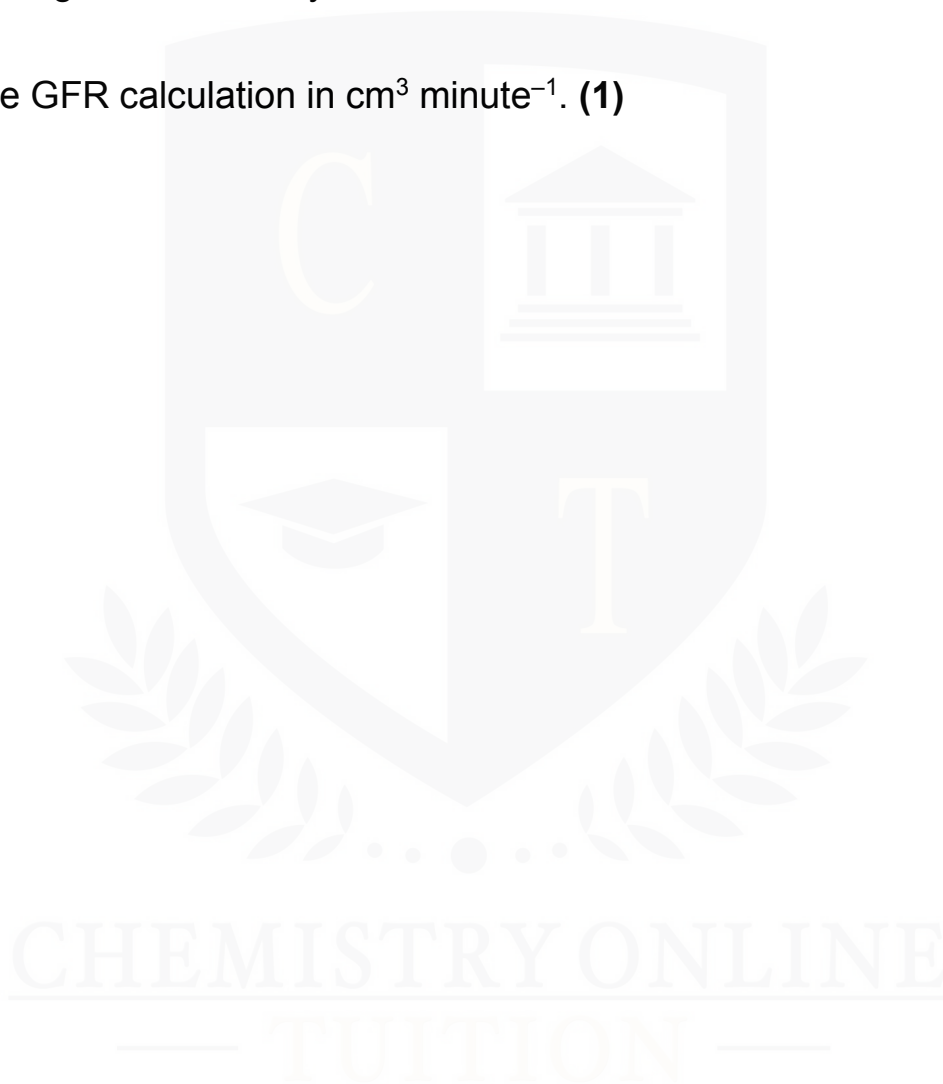 e GFR calculation in cm³ minute⁻¹. (1)
C
T
CHEMISTRY ONLINE
— TUITION —